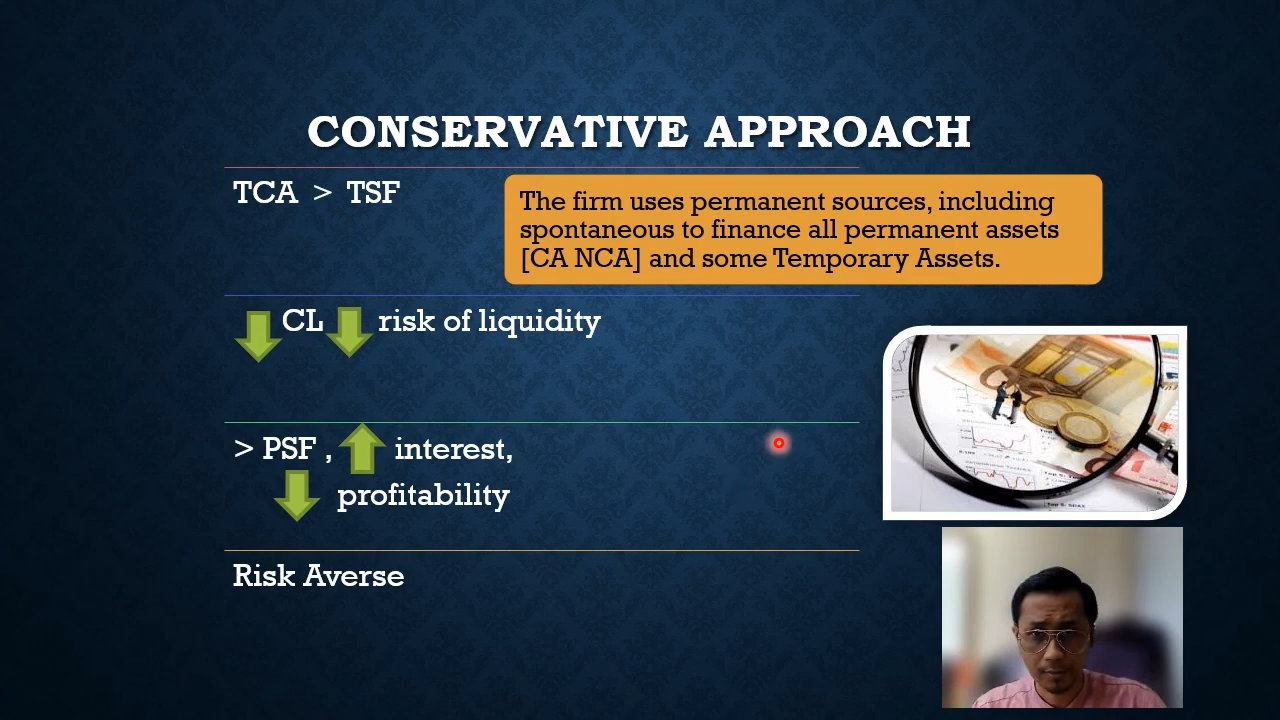 CONSERVATIVE APPROACH
TCA > TSF
The firm uses permanent sources, including
spontaneous to finance all permanent assets
[CA NCA] and some Temporary Assets.
CL risk of liquidity
> PSF , interest,
profitability
Risk Averse